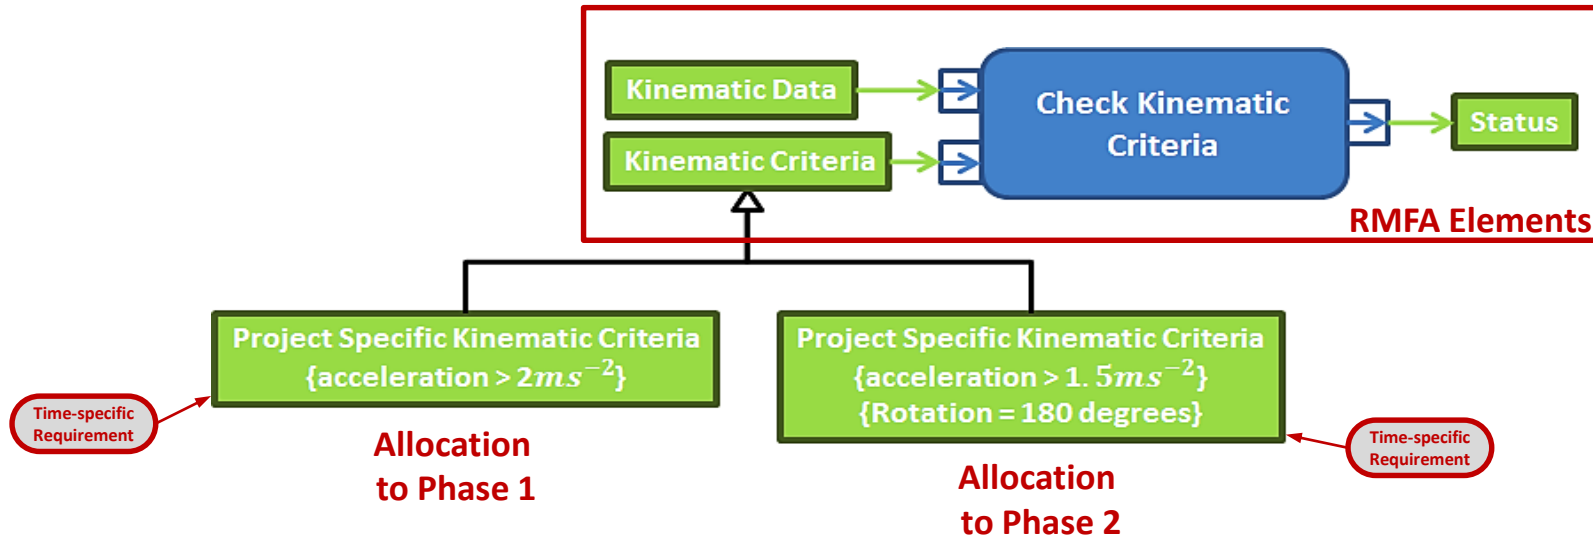 Kinematic Data
Kinematic Criteria
Check Kinematic
Criteria
Status
RMFA Elements
Project Specific Kinematic Criteria
{acceleration > 2ms⁻²}
Project Specific Kinematic Criteria
{acceleration > 1.5ms⁻²}
{Rotation = 180 degrees}
Time-specific
Requirement
Allocation
to Phase 1
Time-specific
Requirement
Allocation
to Phase 2